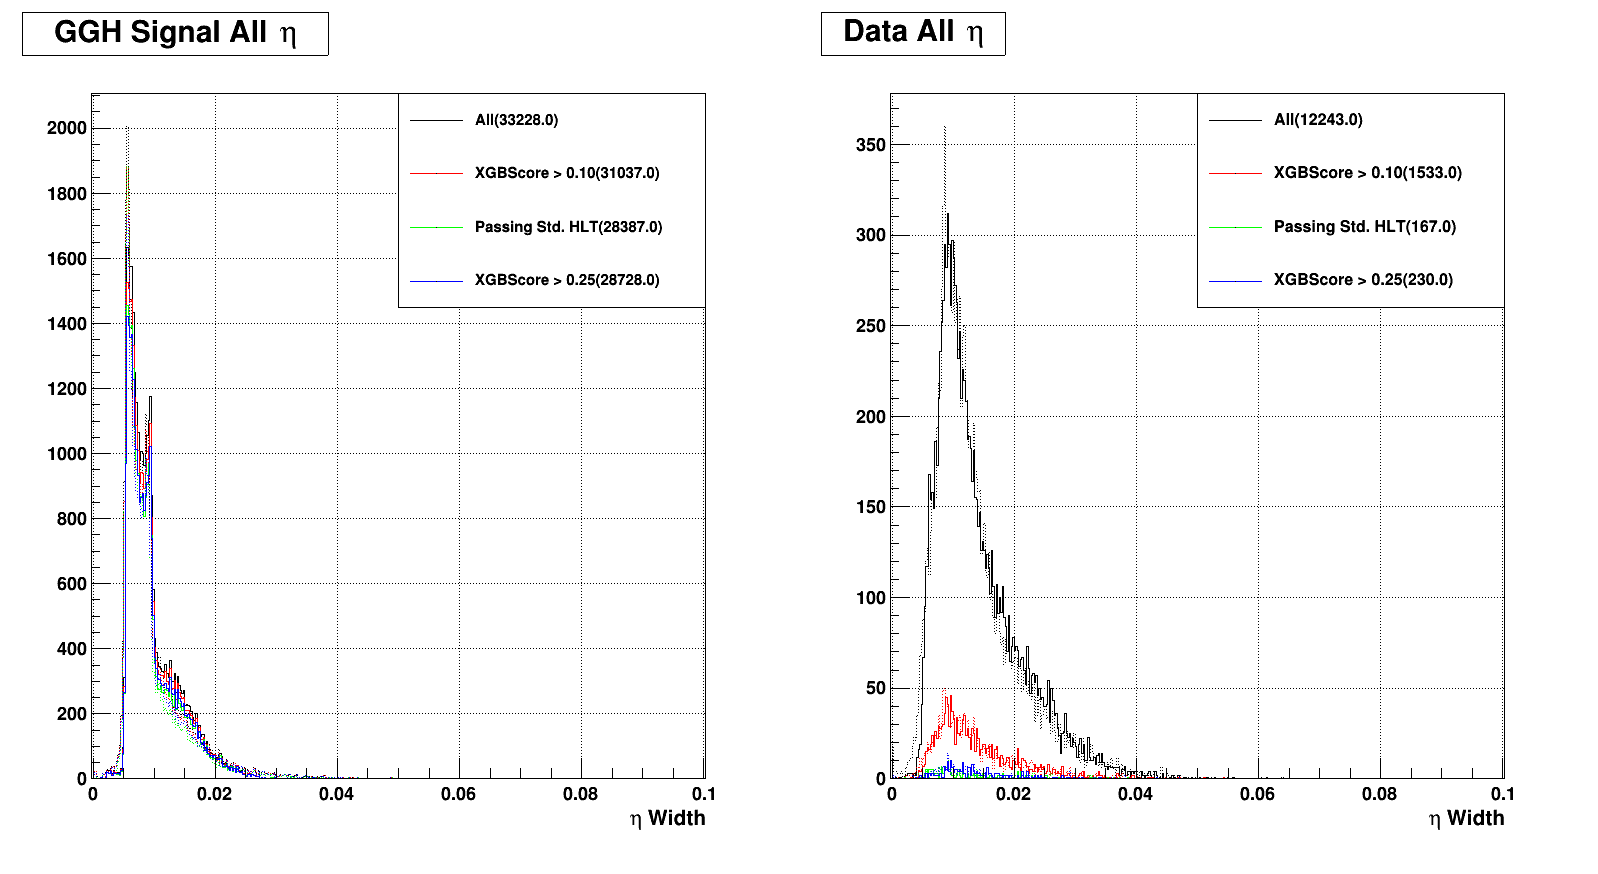 GGH Signal All η
All(33228.0)
XGBScore > 0.10(31037.0)
Passing Std. HLT(28387.0)
XGBScore > 0.25(28728.0)
2000
1800
1600
1400
1200
1000
800
600
400
200
0
0 0.02 0.04 0.06 0.08 0.1
η Width
Data All η
All(12243.0)
XGBScore > 0.10(1533.0)
Passing Std. HLT(167.0)
XGBScore > 0.25(230.0)
350
300
250
200
150
100
50
0
0 0.02 0.04 0.06 0.08 0.1
η Width